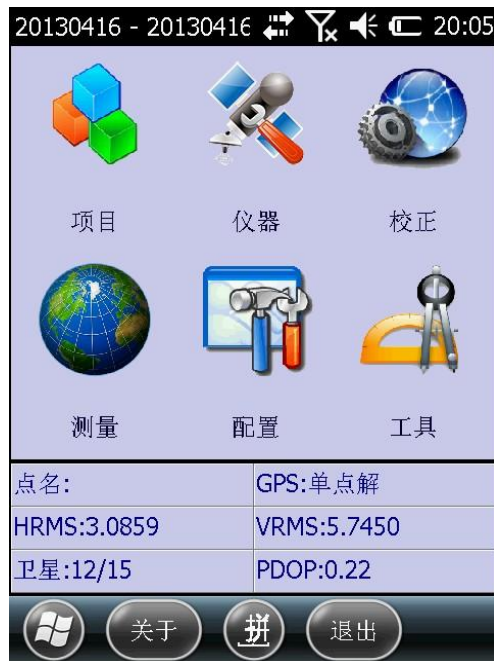 20130416 - 20130416 20:05
项目 仪器 校正
测量 配置 工具
点名: GPS:单点解
HRMS:3.0859 VRMS:5.7450
卫星:12/15 PDOP:0.22
关于 拼 退出